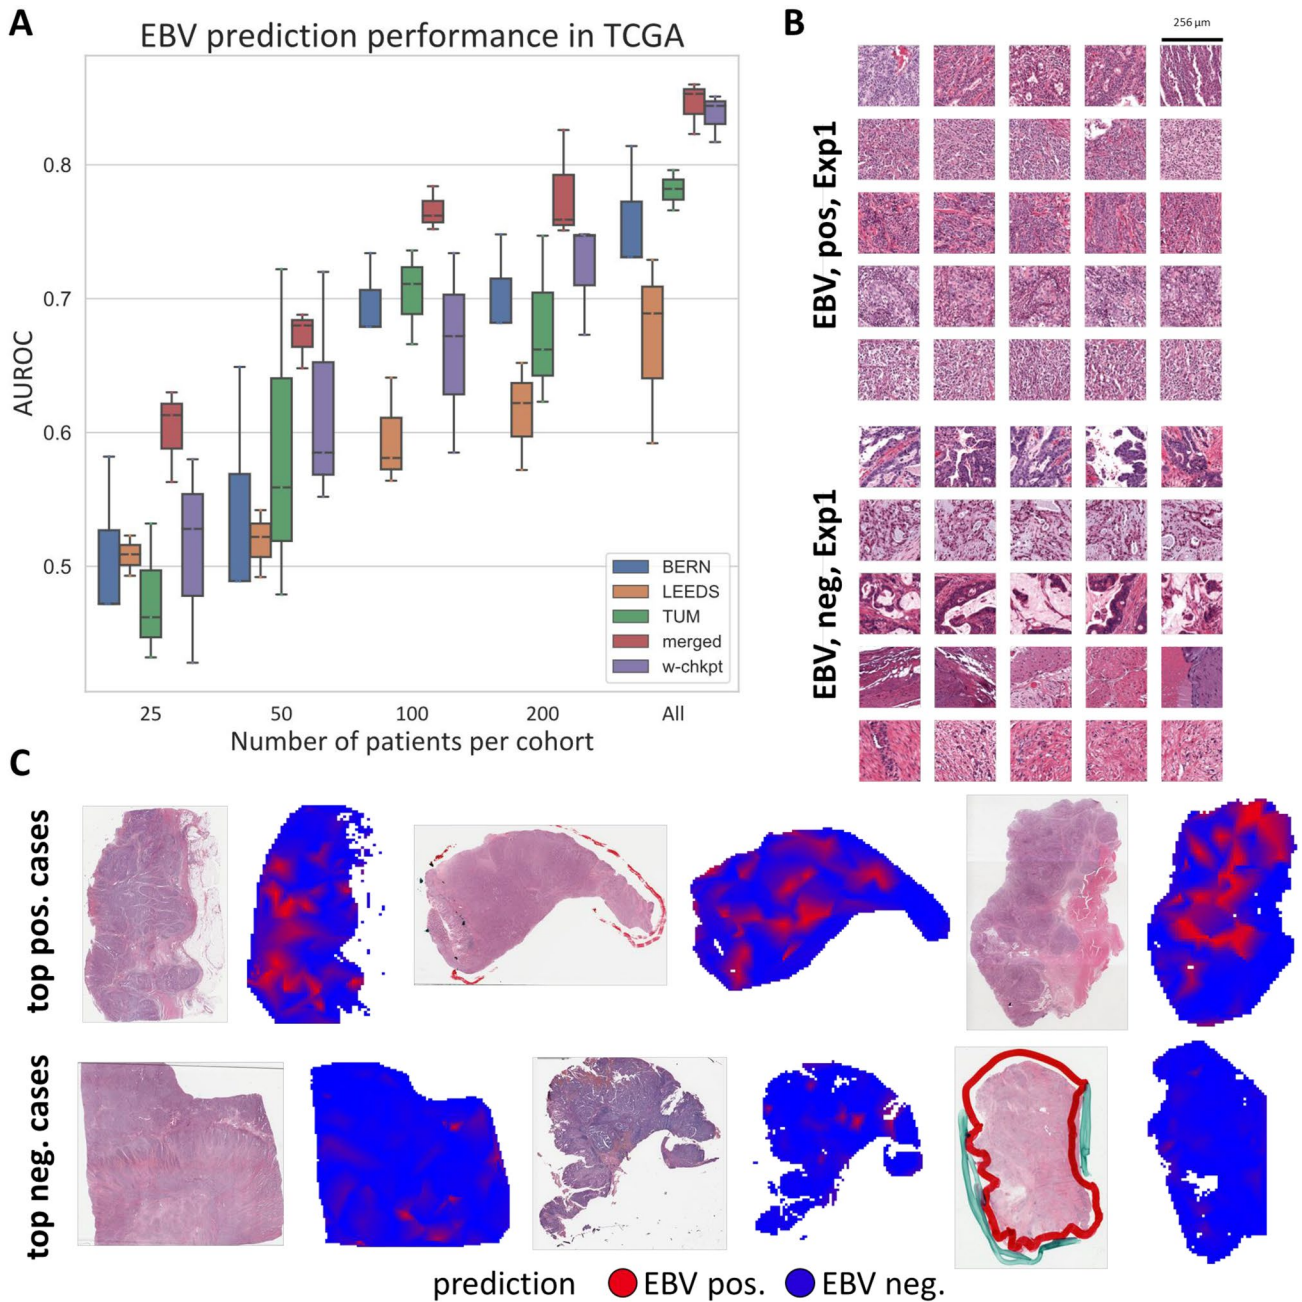 A
EBV prediction performance in TCGA
AUROC
0.8
0.7
0.6
0.5
BERN
LEEDS
TUM
merged
w-chkpt
25 50 100 200 All
Number of patients per cohort
B
256 µm
EBV, pos, Exp1
EBV, neg, Exp1
C
top pos. cases
top neg. cases
prediction EBV pos. EBV neg.